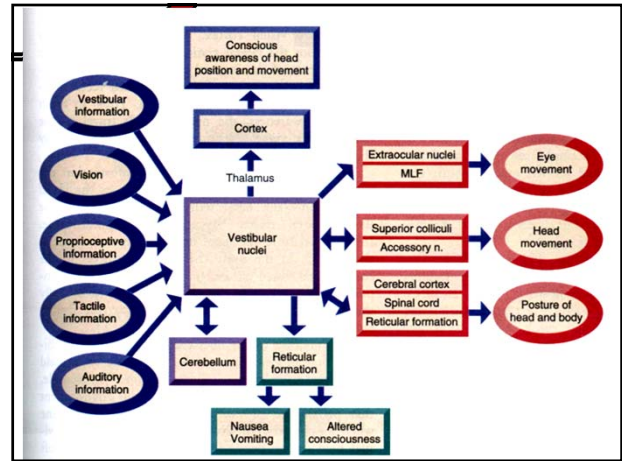 Conscious
awareness of head
position and movement
Vestibular
information
Cortex
Thalamus
Vision
Extraocular nuclei
MLF
Eye
movement
Proprioceptive
information
Vestibular
nuclei
Superior colliculi
Accessory n.
Head
movement
Tactile
information
Cerebral cortex
Spinal cord
Reticular formation
Posture of
head and body
Auditory
information
Cerebellum
Reticular
formation
Nausea
Vomiting
Altered
consciousness